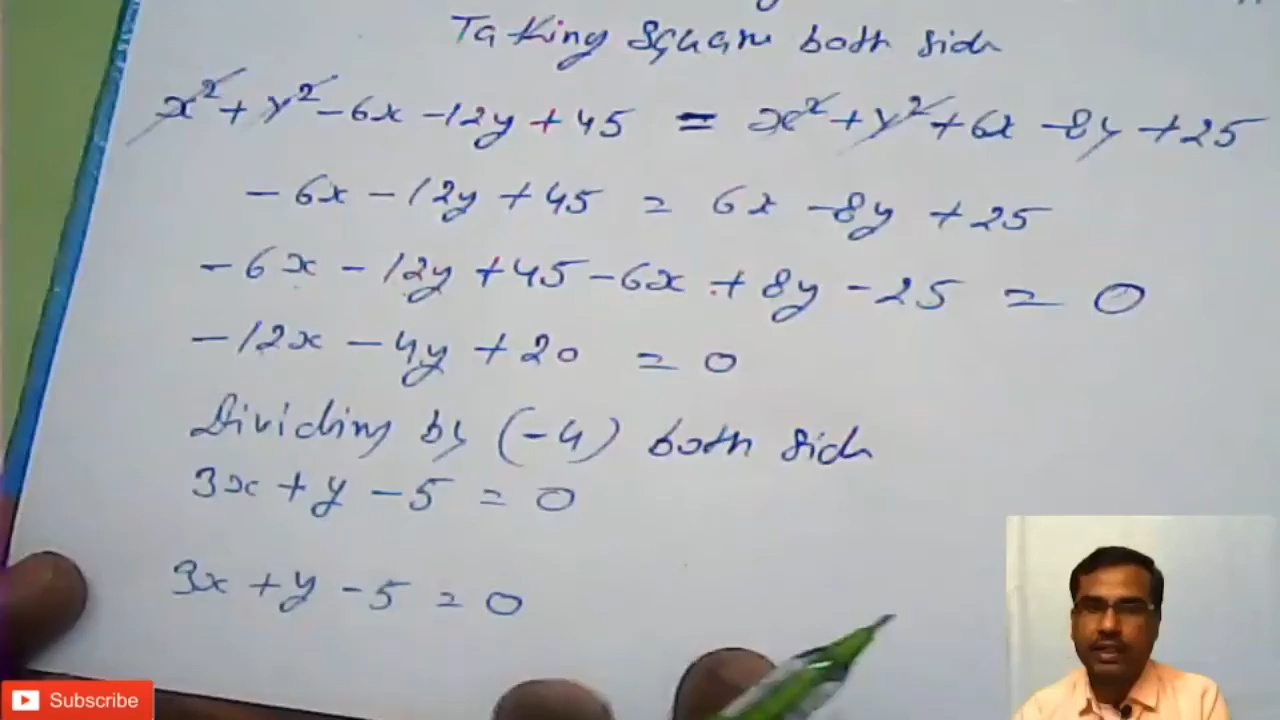 Taking Square both side
x² + y² - 6x - 12y + 45 = x² + y² + 6x - 8y + 25
- 6x - 12y + 45 = 6x - 8y + 25
- 6x - 12y + 45 - 6x + 8y - 25 = 0
- 12x - 4y + 20 = 0
Dividing by (-4) both side
3x + y - 5 = 0
3x + y - 5 = 0
Subscribe